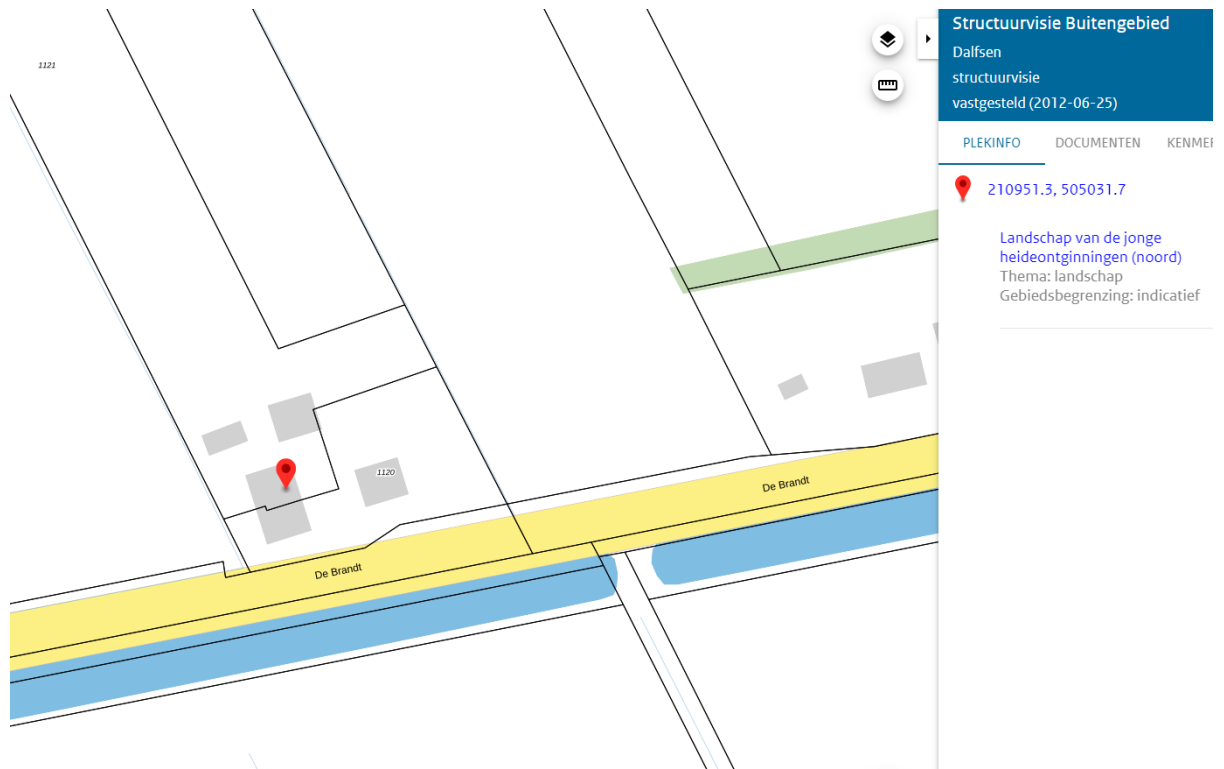 1121
1120
De Brandt
De Brandt
Structuurvisie Buitengebied
Dalfsen
structuurvisie
vastgesteld (2012-06-25)
PLEKINFO DOCUMENTEN KENMER
210951.3, 505031.7
Landschap van de jonge
heideontginningen (noord)
Thema: landschap
Gebiedsbegrenzing: indicatief